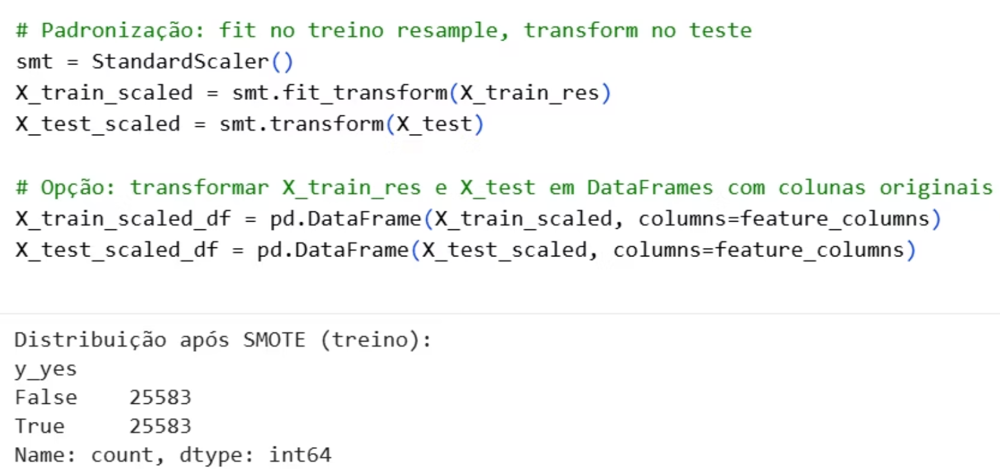 # Padronização: fit no treino resample, transform no teste
smt = StandardScaler()
X_train_scaled = smt.fit_transform(X_train_res)
X_test_scaled = smt.transform(X_test)
# Opção: transformar X_train_res e X_test em DataFrames com colunas originais
X_train_scaled_df = pd.DataFrame(X_train_scaled, columns=feature_columns)
X_test_scaled_df = pd.DataFrame(X_test_scaled, columns=feature_columns)
Distribuição após SMOTE (treino):
y_yes
False    25583
True     25583
Name: count, dtype: int64